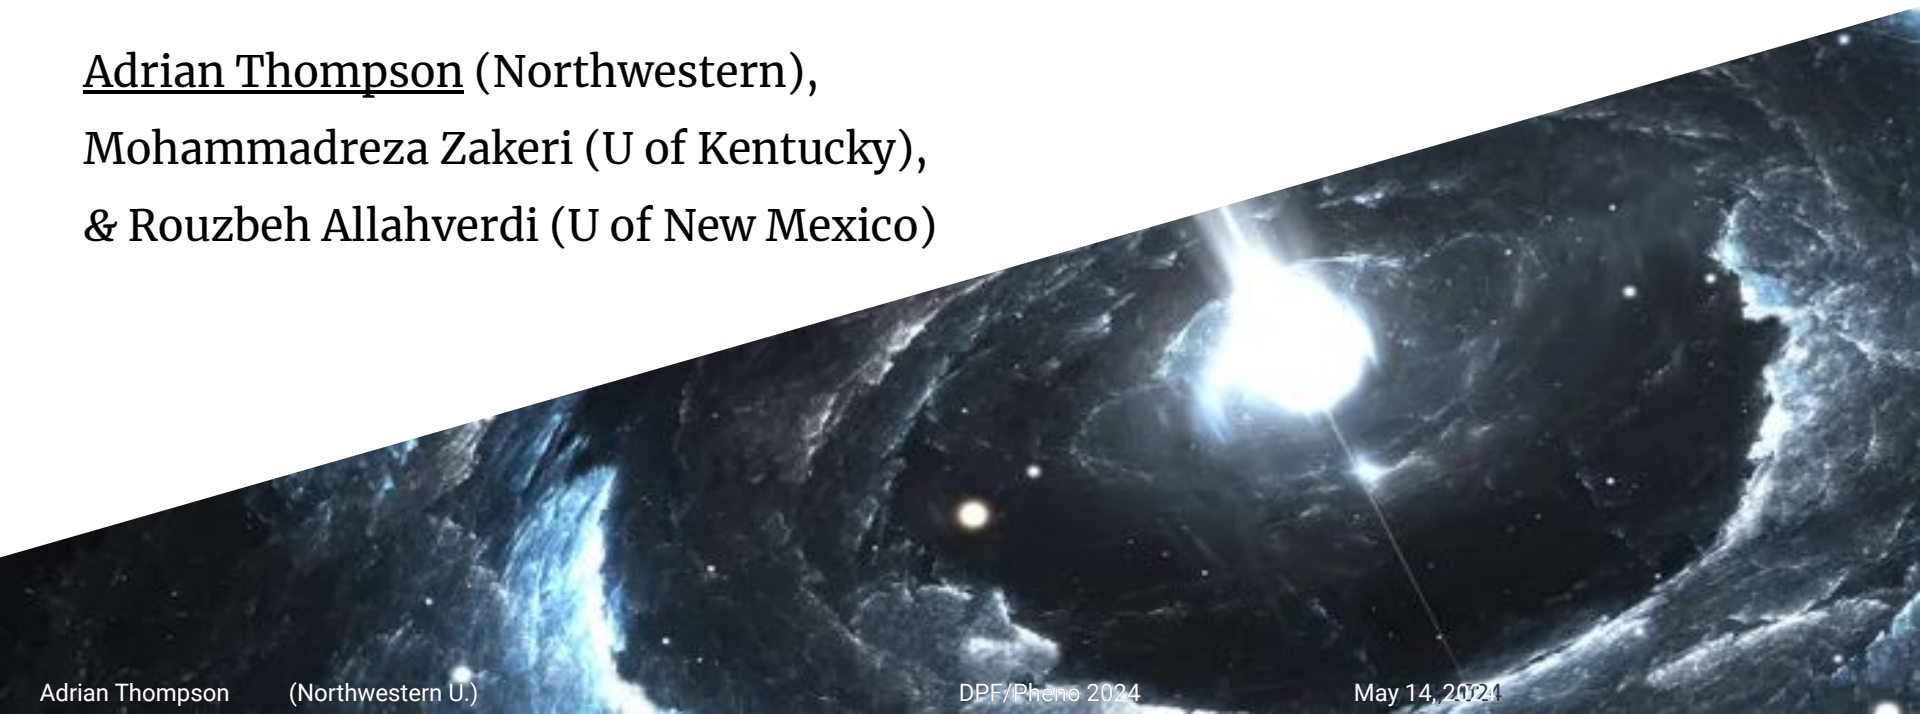 Adrian Thompson (Northwestern),
Mohammadreza Zakeri (U of Kentucky),
& Rouzbeh Allahverdi (U of New Mexico)
Adrian Thompson (Northwestern U.) DPF/Pheno 2024 May 14, 2024